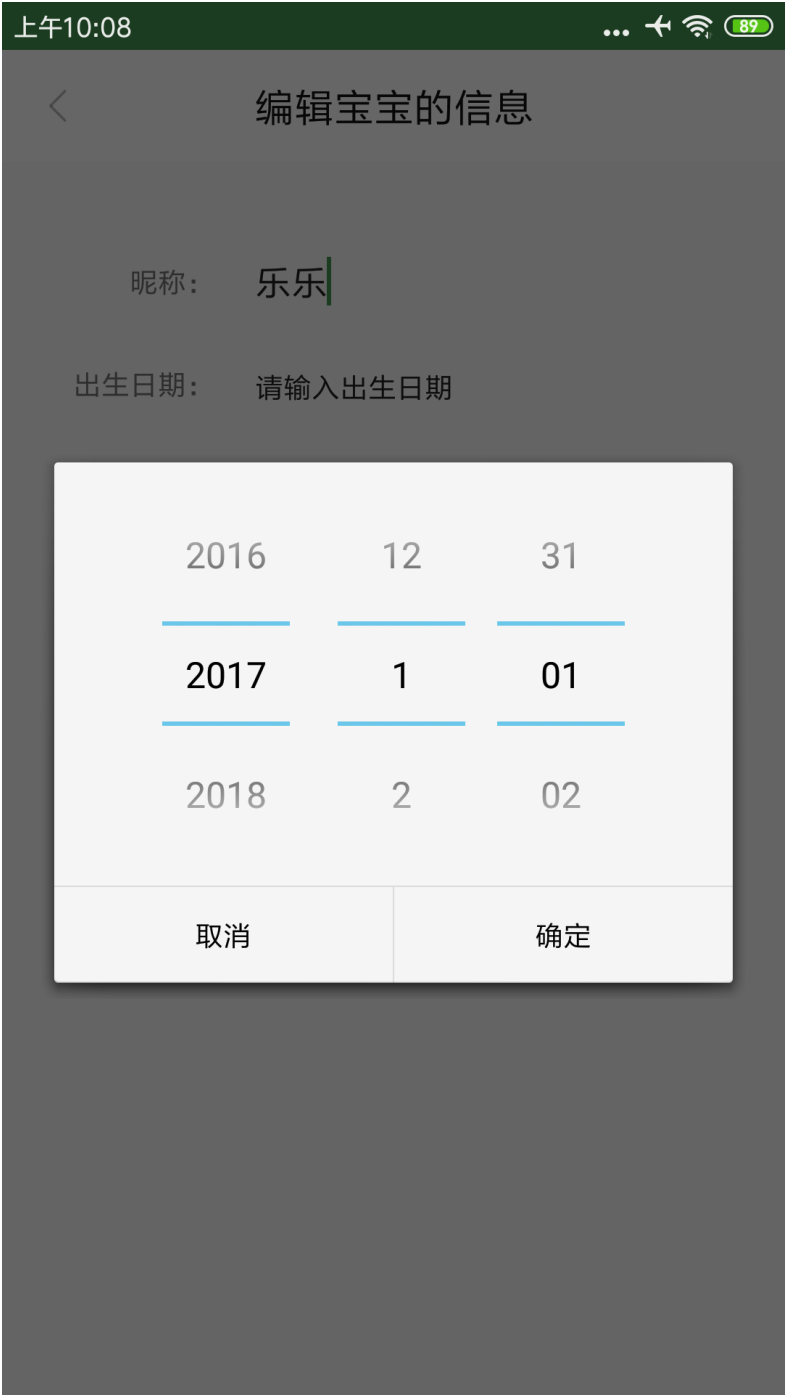 上午10:08 ... 89
编辑宝宝的信息
昵称: 乐乐
出生日期: 请输入出生日期
2016 12 31
2017 1 01
2018 2 02
取消 确定